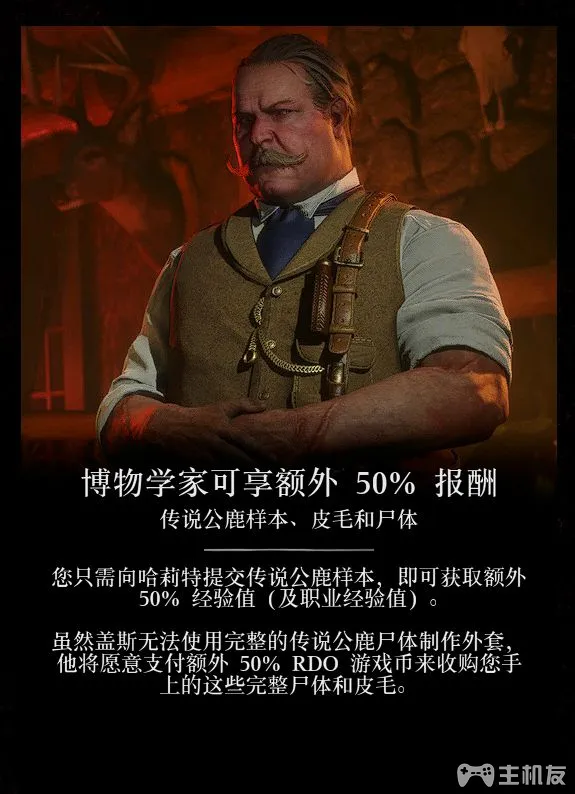 博物学家可享额外 50% 报酬
传说公鹿样本、皮毛和尸体
您只需向哈莉特提交传说公鹿样本，即可获取额外
50% 经验值（及职业经验值）。
虽然盖斯无法使用完整的传说公鹿尸体制作外套，
他将愿意支付额外 50% RDO 游戏币来收购您手
上的这些完整尸体和皮毛。
主机友